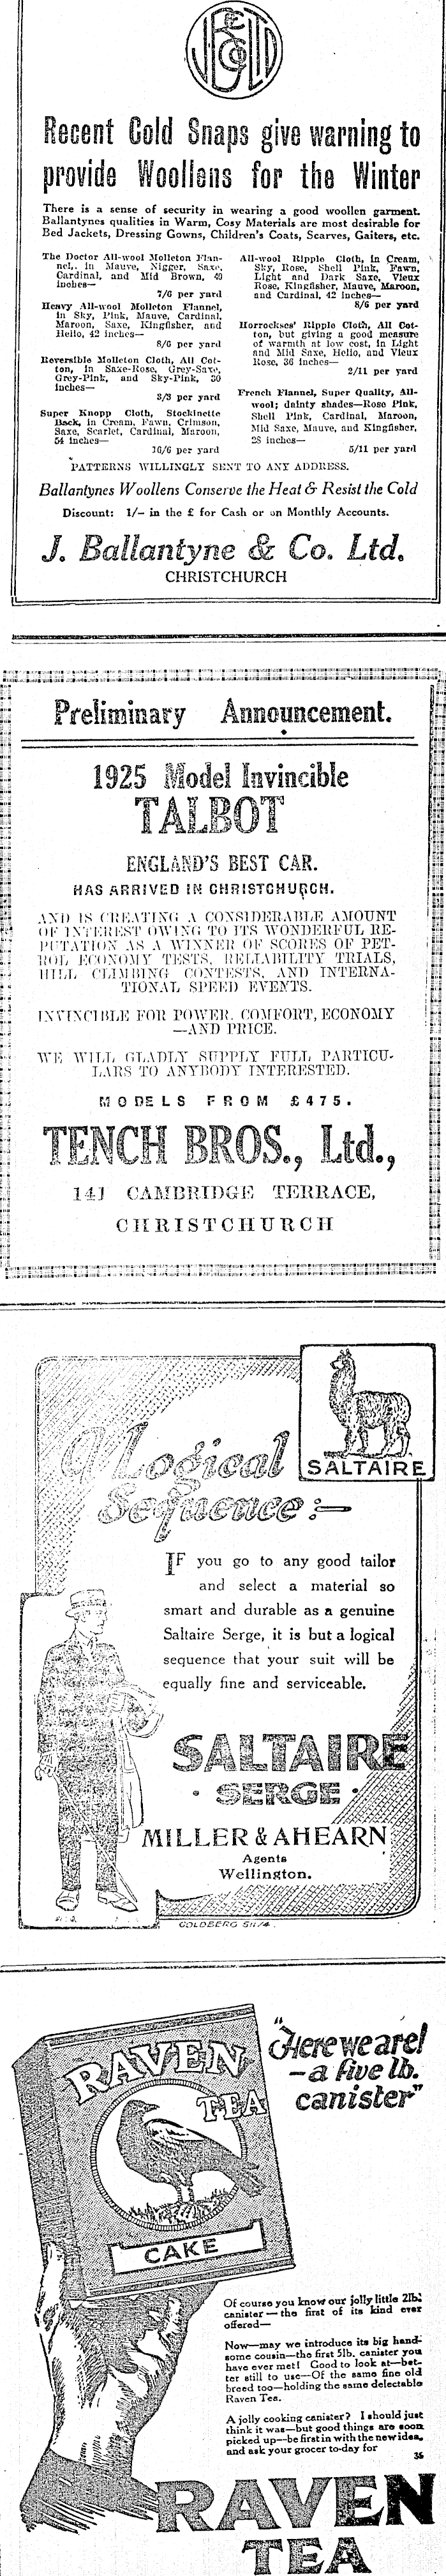 Recent Cold Snaps give warning to
provide Woollens for the Winter
There is a sense of security in wearing a good woollen garment.
Ballantynes qualities in Warm, Cosy Materials are most desirable for
Bed Jackets, Dressing Gowns, Children's Coats, Scarves, Gaiters, etc.
The Doctor All-wool Molleton Flan-
nel, in Mauve, Nigger, Saxe,
Cardinal, and Mid Brown, 40
inches—
7/6 per yard
Heavy All-wool Molleton Flannel,
in Sky, Pink, Mauve, Cardinal,
Maroon, Saxe, Kingfisher, and
Helio, 42 inches—
8/6 per yard
Reversible Molleton Cloth, All Cot-
ton, in Saxe-Rose, Grey-Saxe,
Grey-Pink, and Sky-Pink, 30
inches—
3/3 per yard
Super Knopp Cloth, Stockinette
Back, in Cream, Fawn, Crimson,
Saxe, Scarlet, Cardinal, Maroon,
54 inches—
16/6 per yard
All-wool Ripple Cloth, in Cream,
Sky, Rose, Shell Pink, Fawn,
Light and Dark Saxe, Vieux
Rose, Kingfisher, Mauve, Maroon,
and Cardinal, 42 inches—
8/6 per yard
Horrockses' Ripple Cloth, All Cot-
ton, but giving a good measure
of warmth at low cost, in Light
and Mid Saxe, Helio, and Vieux
Rose, 36 inches—
2/11 per yard
French Flannel, Super Quality, All-
wool; dainty shades—Rose Pink,
Shell Pink, Cardinal, Maroon,
Mid Saxe, Mauve, and Kingfisher,
28 inches—
5/11 per yard
PATTERNS WILLINGLY SENT TO ANY ADDRESS.
Ballantynes Woollens Conserve the Heat & Resist the Cold
Discount: 1/- in the £ for Cash or on Monthly Accounts.
J. Ballantyne & Co. Ltd.
CHRISTCHURCH
Preliminary Announcement.
1925 Model Invincible
TALBOT
ENGLAND'S BEST CAR.
HAS ARRIVED IN CHRISTCHURCH.
AND IS CREATING A CONSIDERABLE AMOUNT
OF INTEREST OWING TO ITS WONDERFUL RE-
PUTATION AS A WINNER OF SCORES OF PET-
ROL ECONOMY TESTS, RELIABILITY TRIALS,
HILL CLIMBING CONTESTS, AND INTERNA-
TIONAL SPEED EVENTS.
INVINCIBLE FOR POWER, COMFORT, ECONOMY
—AND PRICE.
WE WILL GLADLY SUPPLY FULL PARTICU-
LARS TO ANYBODY INTERESTED.
MODELS FROM £475.
TENCH BROS., Ltd.,
141 CAMBRIDGE TERRACE,
CHRISTCHURCH
SALTAIRE
A Logical
Sequence:-
IF you go to any good tailor
and select a material so
smart and durable as a genuine
Saltaire Serge, it is but a logical
sequence that your suit will be
equally fine and serviceable.
SALTAIRE
· SERGE ·
MILLER & AHEARN
Agents
Wellington.
GOLDBERG
RAVEN
TEA
CAKE
"Here we are!
—a five lb.
canister"
Of course you know our jolly little 2lb.
canister—the first of its kind ever
offered—
Now—may we introduce its big hand-
some cousin—the first 5lb. canister you
have ever met! Good to look at—bet-
ter still to use—Of the same fine old
breed too—holding the same delectable
Raven Tea.
A jolly cooking canister? I should just
think it was—but good things are soon
picked up—be first in with the new idea,
and ask your grocer to-day for
36
RAVEN
TEA